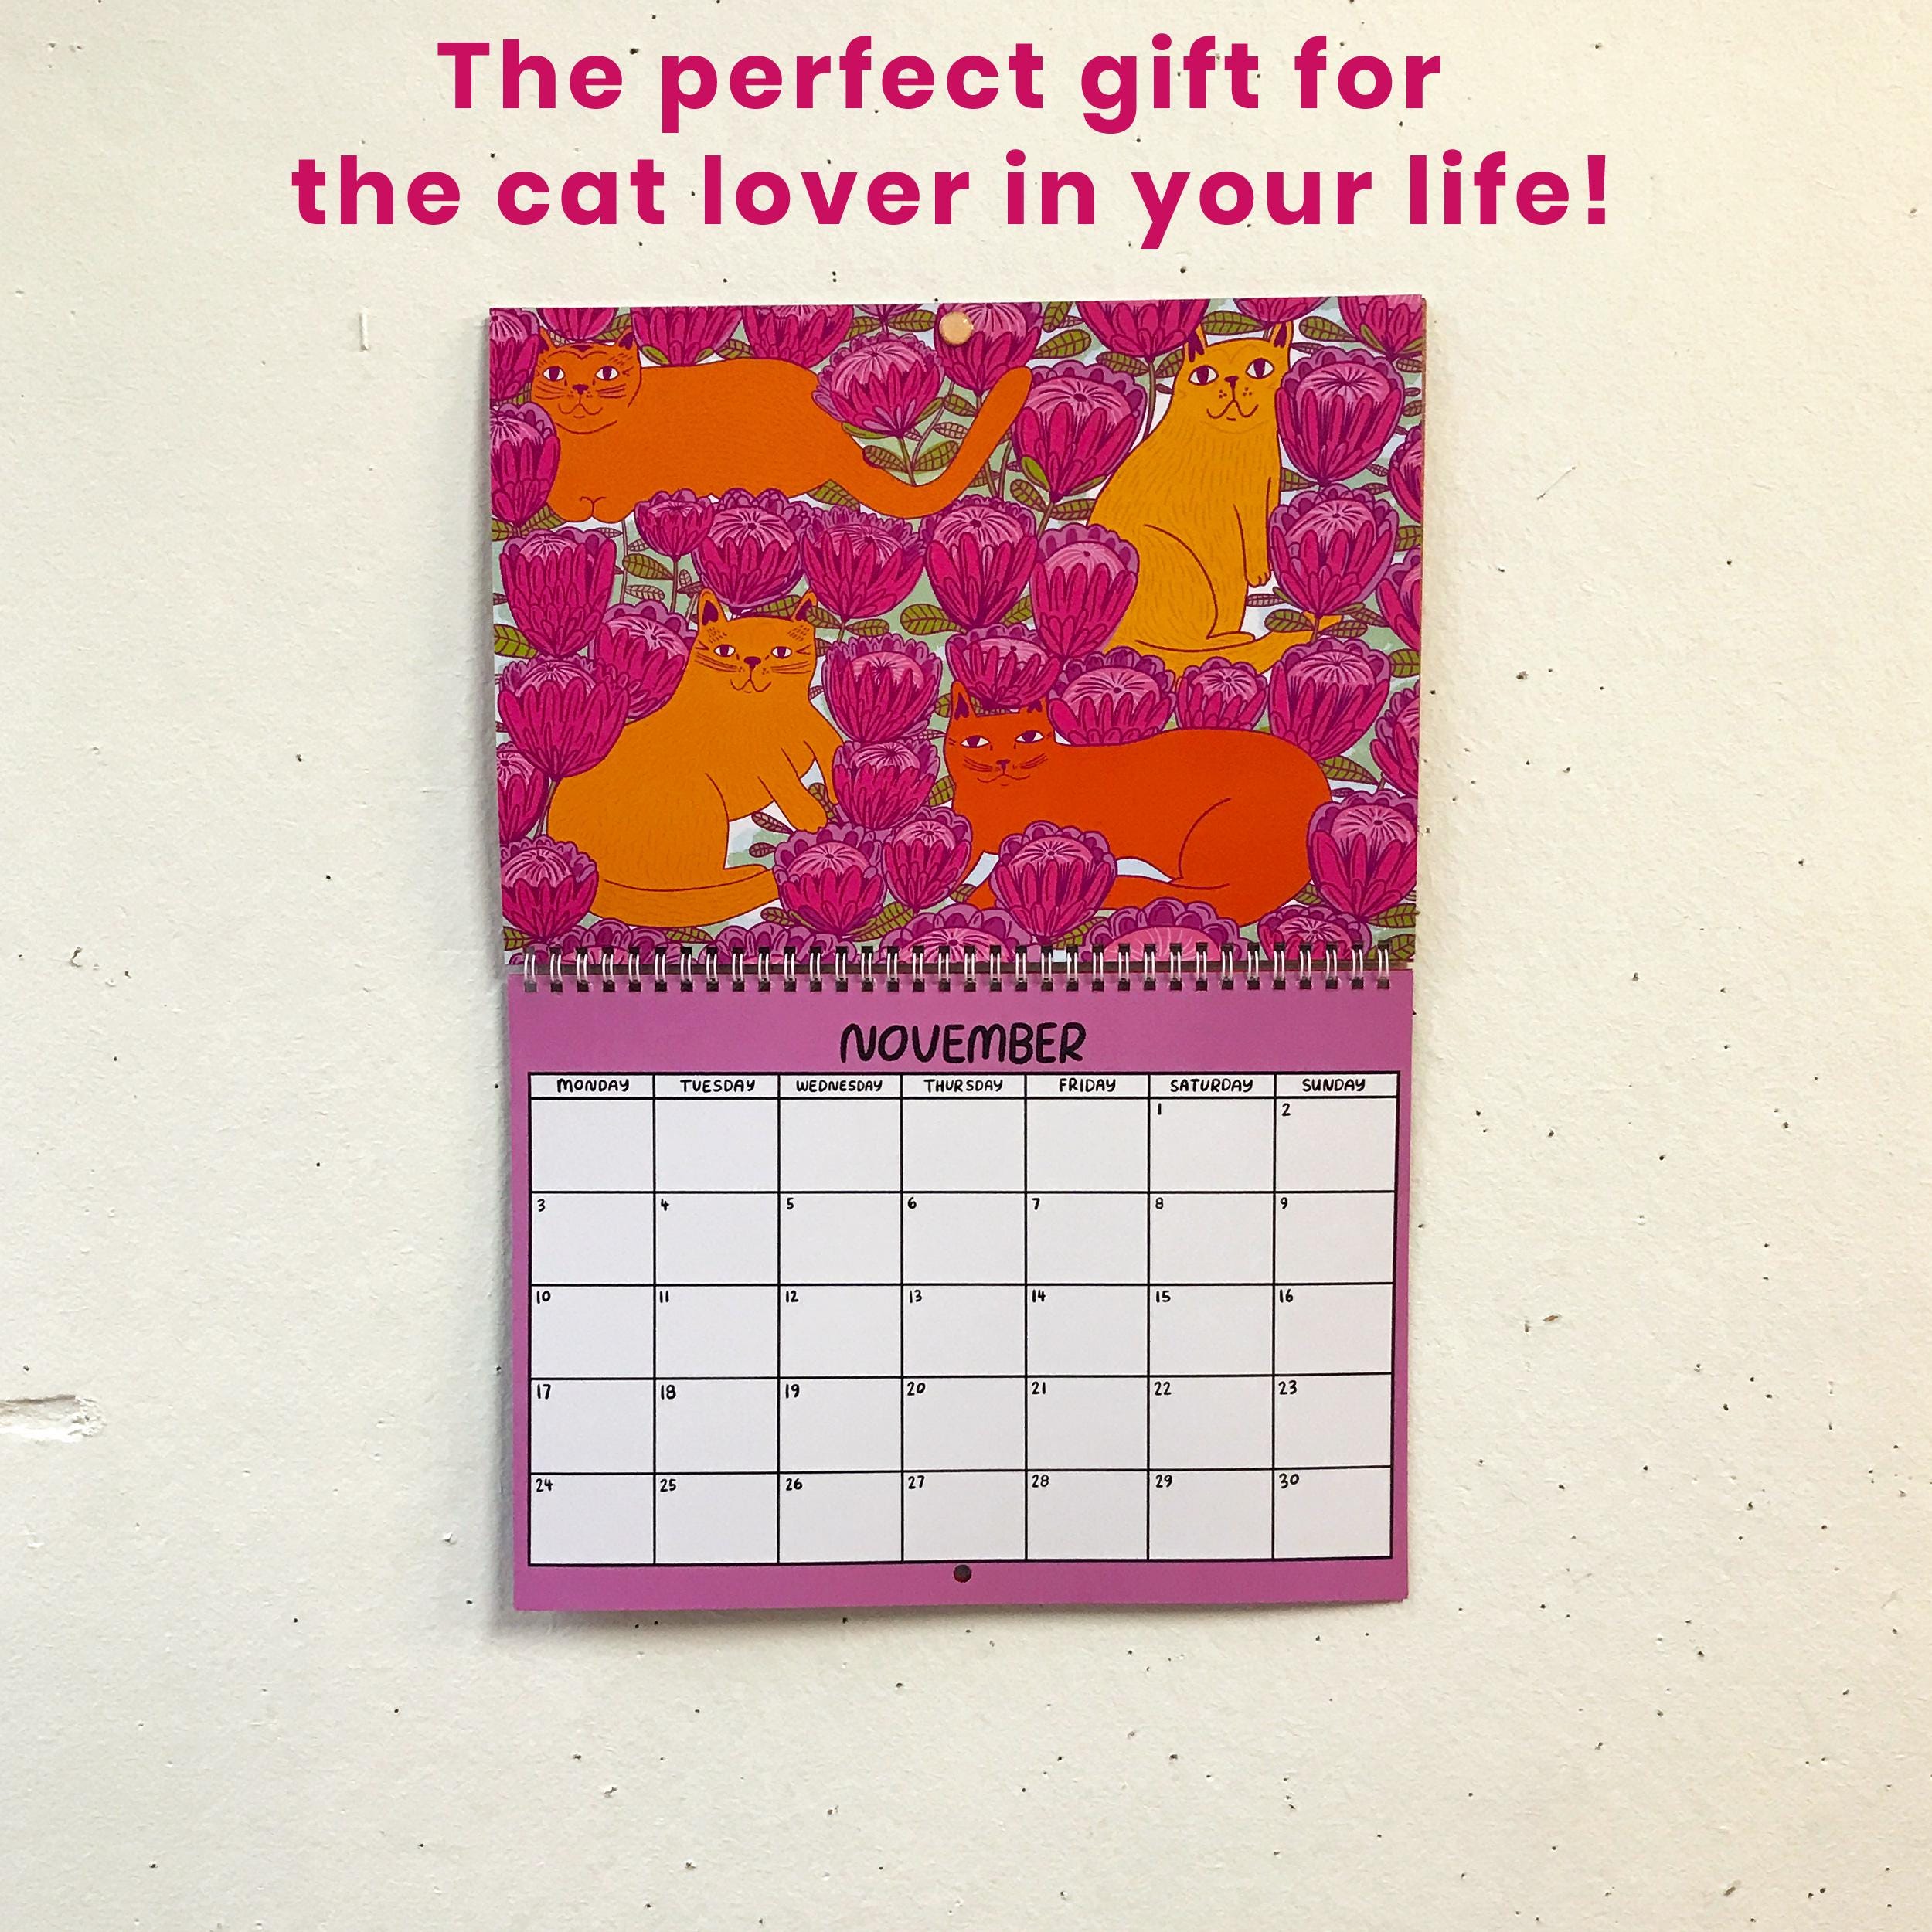 The perfect gift for
the cat lover in your life!
NOVEMBER
MONDAY TUESDAY WEDNESDAY THURSDAY FRIDAY SATURDAY SUNDAY
1 2
3 4 5 6 7 8 9
10 11 12 13 14 15 16
17 18 19 20 21 22 23
24 25 26 27 28 29 30